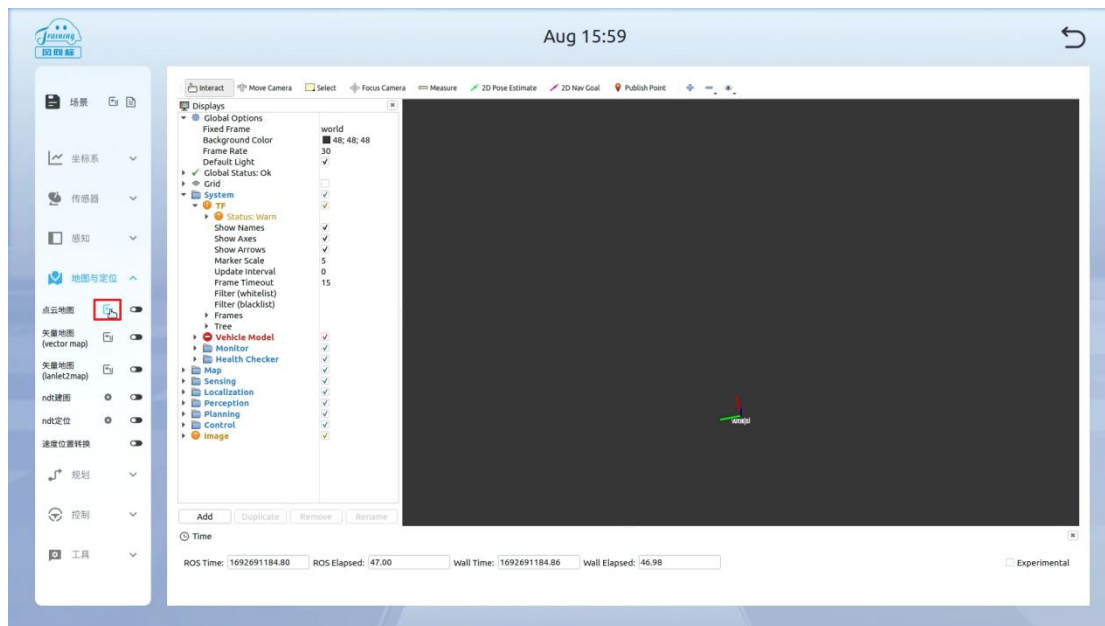 Training
Aug 15:59
场景
坐标系
传感器
感知
地图与定位
点云地图
矢量地图
(vector map)
矢量地图
(lanlet2map)
ndt建图
ndt定位
速度位置转换
规划
控制
工具
Interact Move Camera Select Focus Camera Measure 2D Pose Estimate 2D Nav Goal Publish Point
Displays
Global Options
Fixed Frame world
Background Color 48; 48; 48
Frame Rate 30
Default Light
Global Status: Ok
Grid
System
TF
Status: Warn
Show Names
Show Axes
Show Arrows
Marker Scale 5
Update Interval 0
Frame Timeout 15
Filter (whitelist)
Filter (blacklist)
Frames
Tree
Vehicle Model
Monitor
Health Checker
Map
Sensing
Localization
Perception
Planning
Control
Image
Add Duplicate Remove Rename
Time
ROS Time: 1692691184.80 ROS Elapsed: 47.00 Wall Time: 1692691184.86 Wall Elapsed: 46.98 Experimental